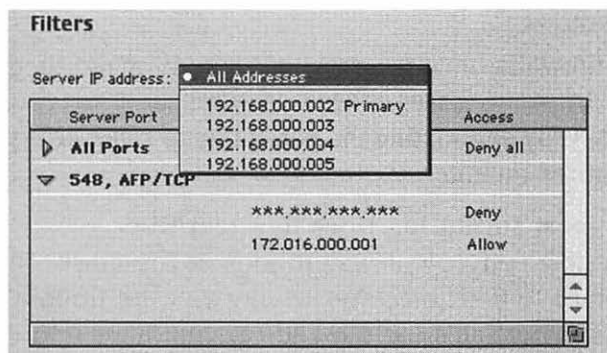 Filters
Server IP address: • All Addresses
192.168.000.002 Primary
192.168.000.003
192.168.000.004
192.168.000.005
Server Port Access
All Ports Deny all
548, AFP/TCP
***.***.***.*** Deny
172.016.000.001 Allow